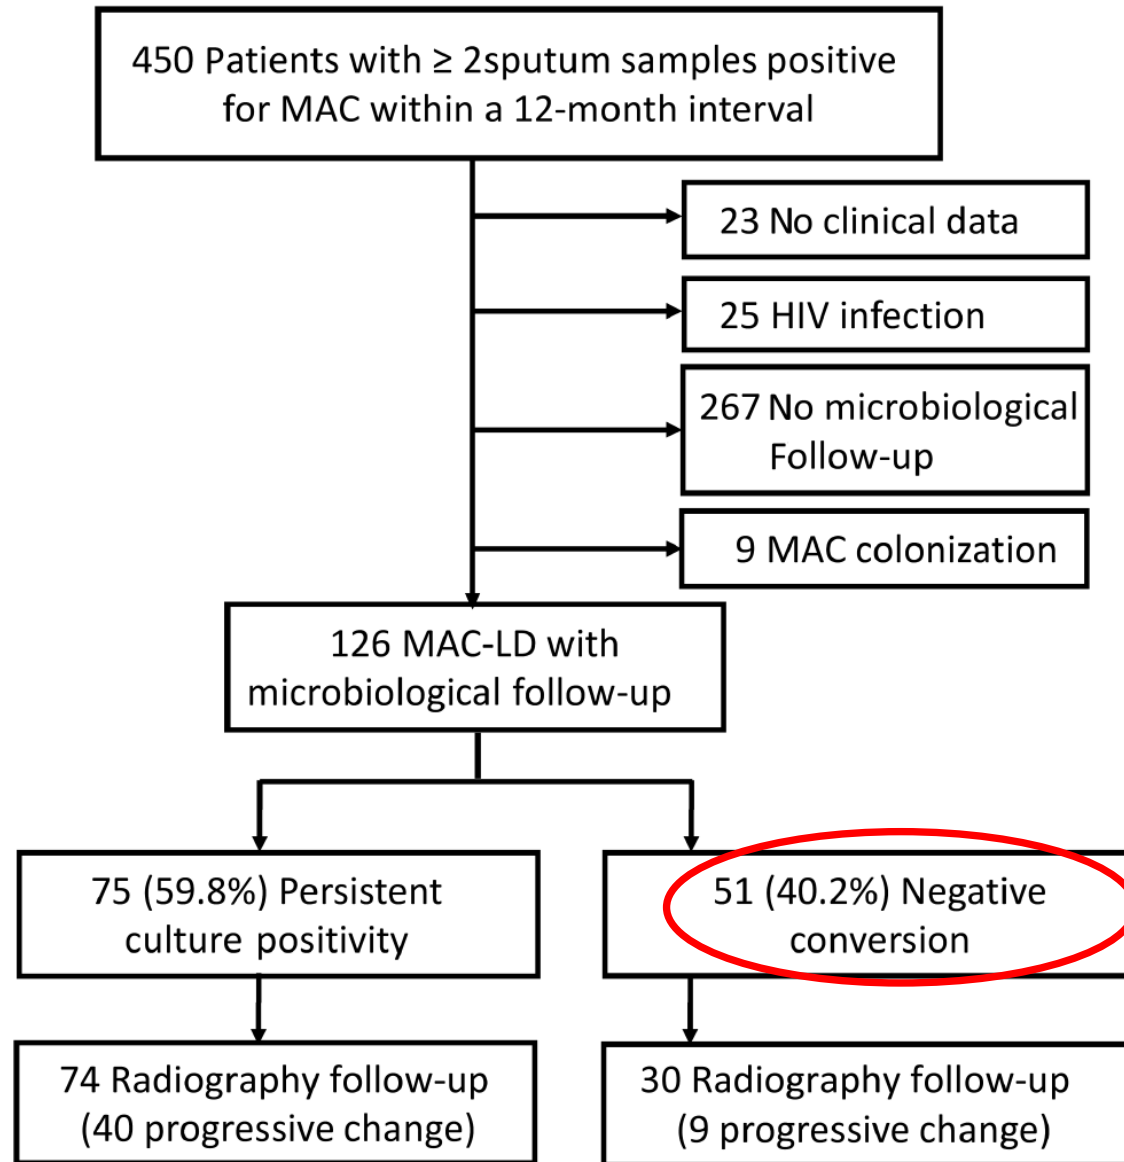 450 Patients with ≥ 2sputum samples positive
for MAC within a 12-month interval
23 No clinical data
25 HIV infection
267 No microbiological
Follow-up
9 MAC colonization
126 MAC-LD with
microbiological follow-up
75 (59.8%) Persistent
culture positivity
51 (40.2%) Negative
conversion
74 Radiography follow-up
(40 progressive change)
30 Radiography follow-up
(9 progressive change)